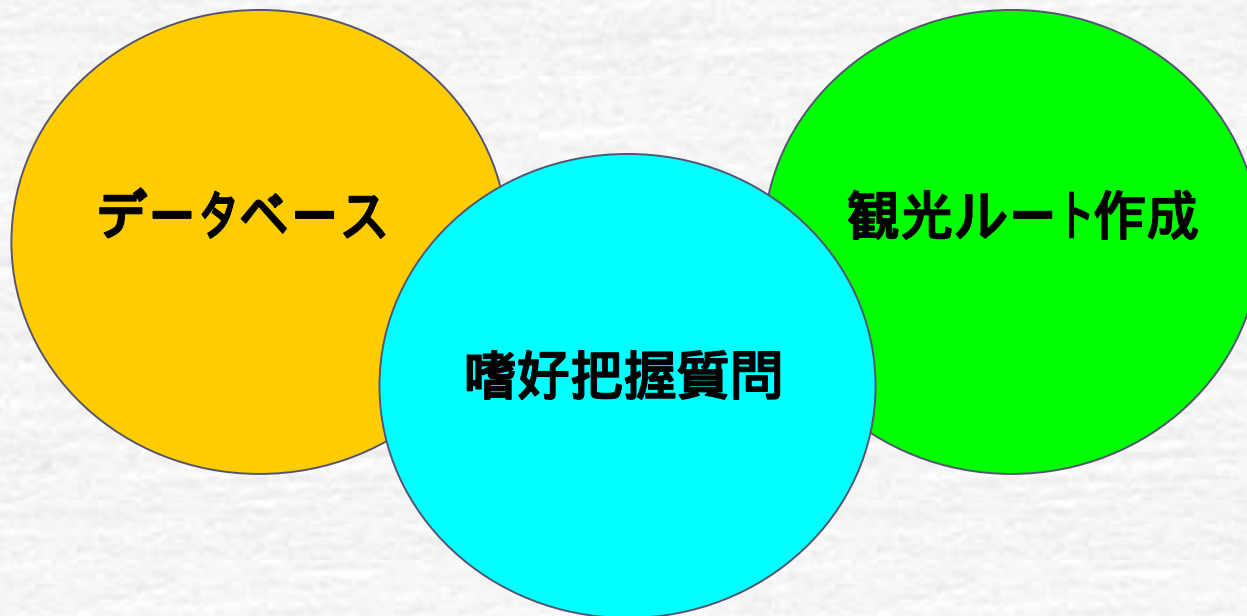 データベース
観光ルート作成
嗜好把握質問